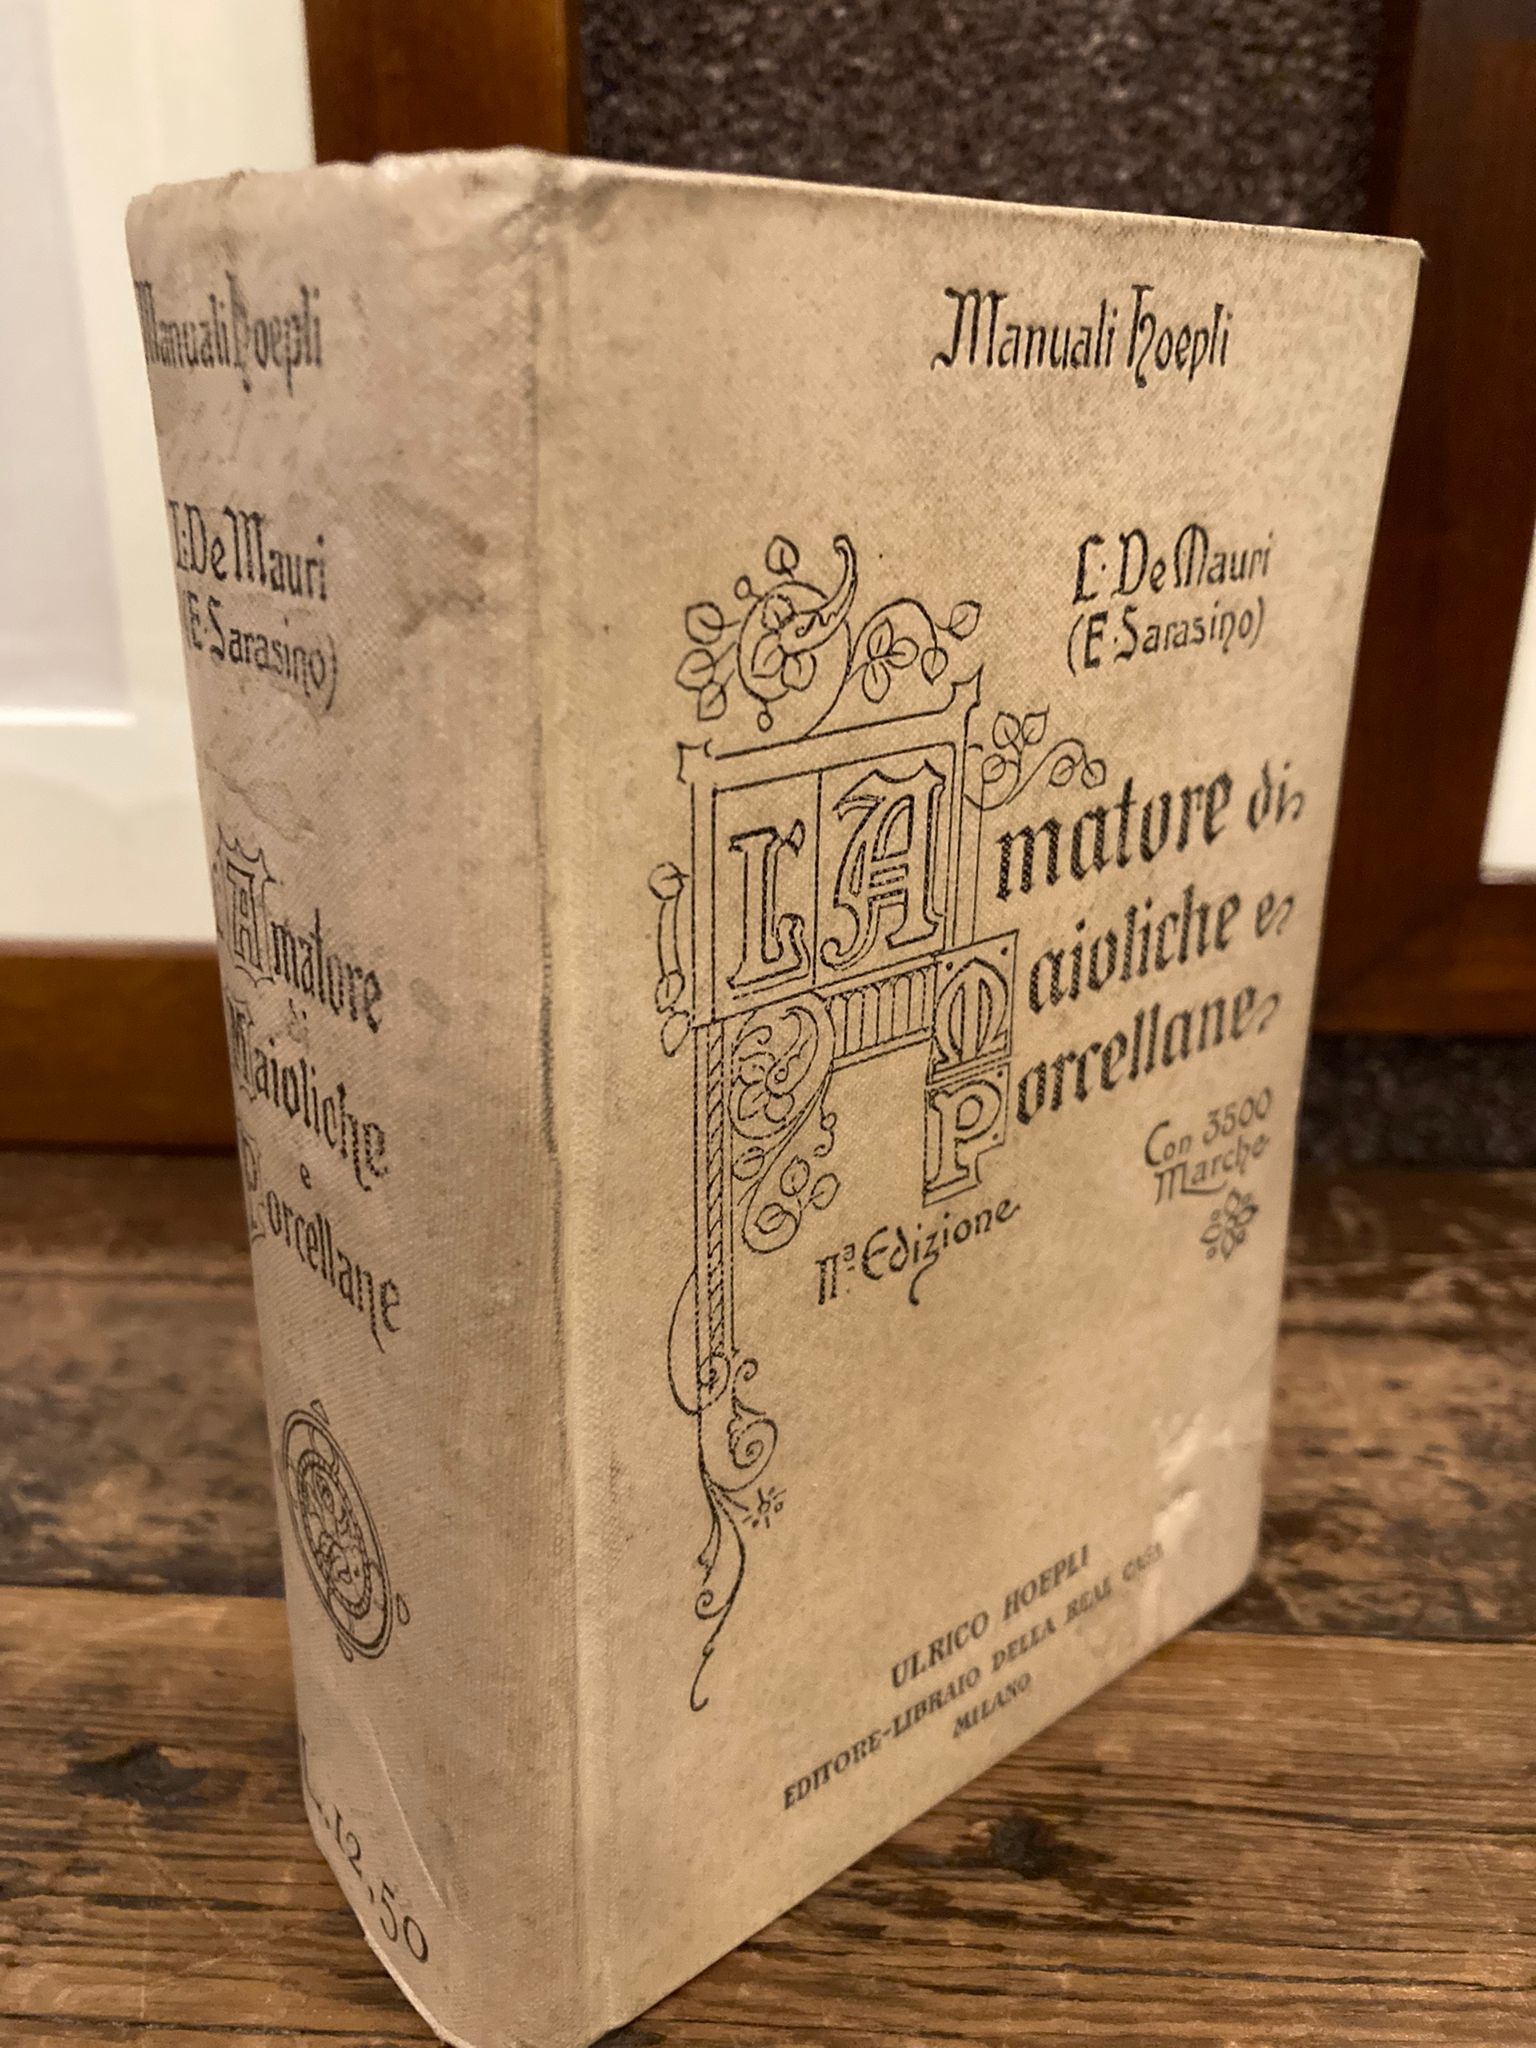 Manuali Hoepli
L. De Mauri
(E. Sarasino)
L'Amatore di
Maioliche e
Porcellane
Con 3500
Marche
IIª Edizione
ULRICO HOEPLI
EDITORE-LIBRAIO DELLA REAL CASA
MILANO
Manuali Hoepli
L. De Mauri
(E. Sarasino)
L'Amatore
di
Maioliche
e
Porcellane
L. 12,50